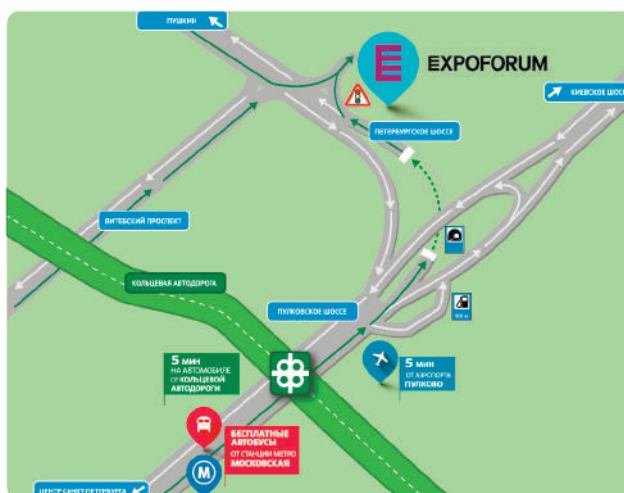 ПУШКИН
EXPOFORUM
КИЕВСКОЕ ШОССЕ
ПЕТЕРБУРГСКОЕ ШОССЕ
ВИТЕБСКИЙ ПРОСПЕКТ
КОЛЬЦЕВАЯ АВТОДОРОГА
ПУЛКОВСКОЕ ШОССЕ
5 МИН
НА АВТОМОБИЛЕ
ОТ КОЛЬЦЕВОЙ
АВТОДОРОГИ
5 МИН
ОТ АЭРОПОРТА
ПУЛКОВО
БЕСПЛАТНЫЕ
АВТОБУСЫ
ОТ СТАНЦИИ МЕТРО
МОСКОВСКАЯ
М
ЦЕНТР САНКТ ПЕТЕРБУРГА